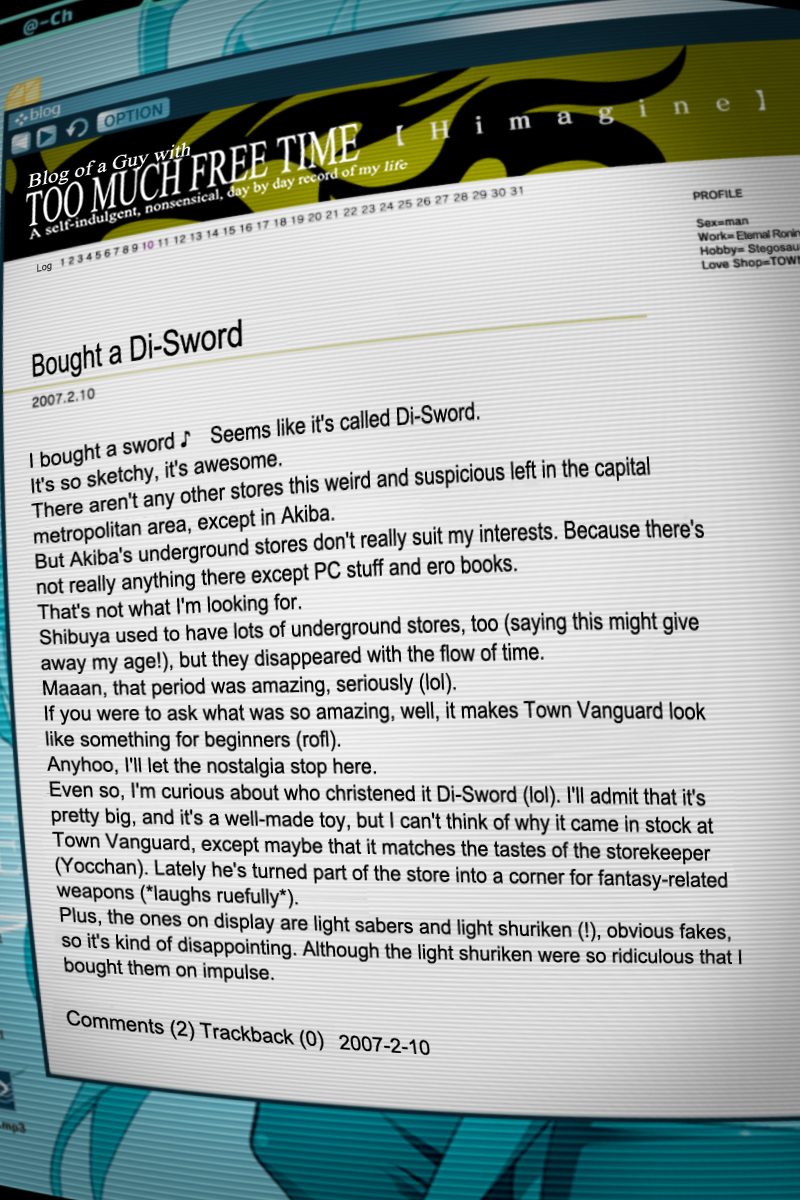 @-Ch
blog
OPTION
Blog of a Guy with
TOO MUCH FREE TIME
A self-indulgent, nonsensical, day by day record of my life
【Himagine】
Log 1 2 3 4 5 6 7 8 9 10 11 12 13 14 15 16 17 18 19 20 21 22 23 24 25 26 27 28 29 30 31
PROFILE
Sex=man
Work= Eternal Ronin
Hobby= Stegosau
Love Shop=TOWN
Bought a Di-Sword
2007.2.10
I bought a sword ♪ Seems like it's called Di-Sword.
It's so sketchy, it's awesome.
There aren't any other stores this weird and suspicious left in the capital
metropolitan area, except in Akiba.
But Akiba's underground stores don't really suit my interests. Because there's
not really anything there except PC stuff and ero books.
That's not what I'm looking for.
Shibuya used to have lots of underground stores, too (saying this might give
away my age!), but they disappeared with the flow of time.
Maaan, that period was amazing, seriously (lol).
If you were to ask what was so amazing, well, it makes Town Vanguard look
like something for beginners (rofl).
Anyhoo, I'll let the nostalgia stop here.
Even so, I'm curious about who christened it Di-Sword (lol). I'll admit that it's
pretty big, and it's a well-made toy, but I can't think of why it came in stock at
Town Vanguard, except maybe that it matches the tastes of the storekeeper
(Yocchan). Lately he's turned part of the store into a corner for fantasy-related
weapons (*laughs ruefully*).
Plus, the ones on display are light sabers and light shuriken (!), obvious fakes,
so it's kind of disappointing. Although the light shuriken were so ridiculous that I
bought them on impulse.
Comments (2) Trackback (0) 2007-2-10
.mp3